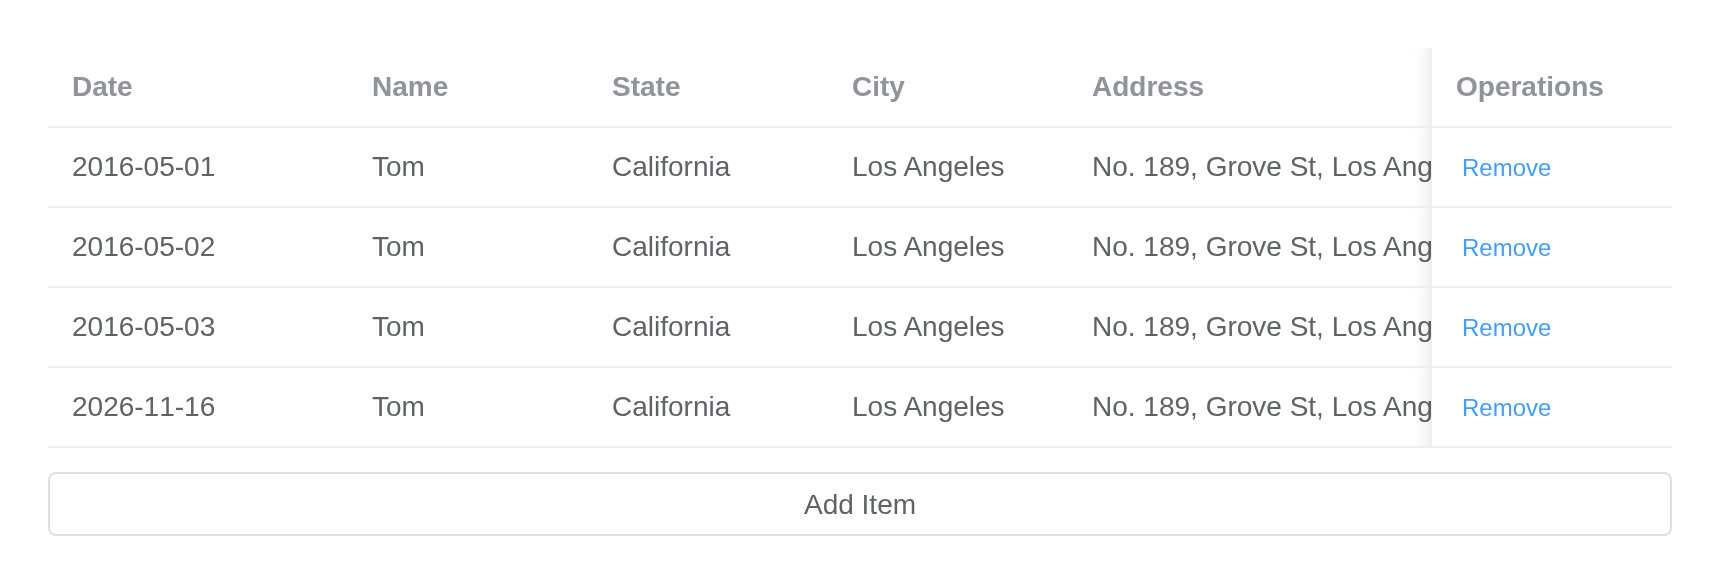 Date Name State City Address Operations
2016-05-01 Tom California Los Angeles No. 189, Grove St, Los Ang Remove
2016-05-02 Tom California Los Angeles No. 189, Grove St, Los Ang Remove
2016-05-03 Tom California Los Angeles No. 189, Grove St, Los Ang Remove
2026-11-16 Tom California Los Angeles No. 189, Grove St, Los Ang Remove
Add Item